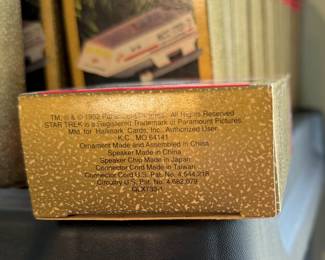 TM, ® & © 1992 Paramount Pictures. All Rights Reserved
STAR TREK is a Registered Trademark of Paramount Pictures
Mfd. for Hallmark Cards, Inc., Authorized User
K.C., MO 64141
Ornament Made and Assembled in China
Speaker Made in China
Speaker Chip Made in Japan
Connector Cord Made in Taiwan
Connector Cord U.S. Pat. No. 4,544,218
Circuitry U.S. Pat. No. 4,682,079